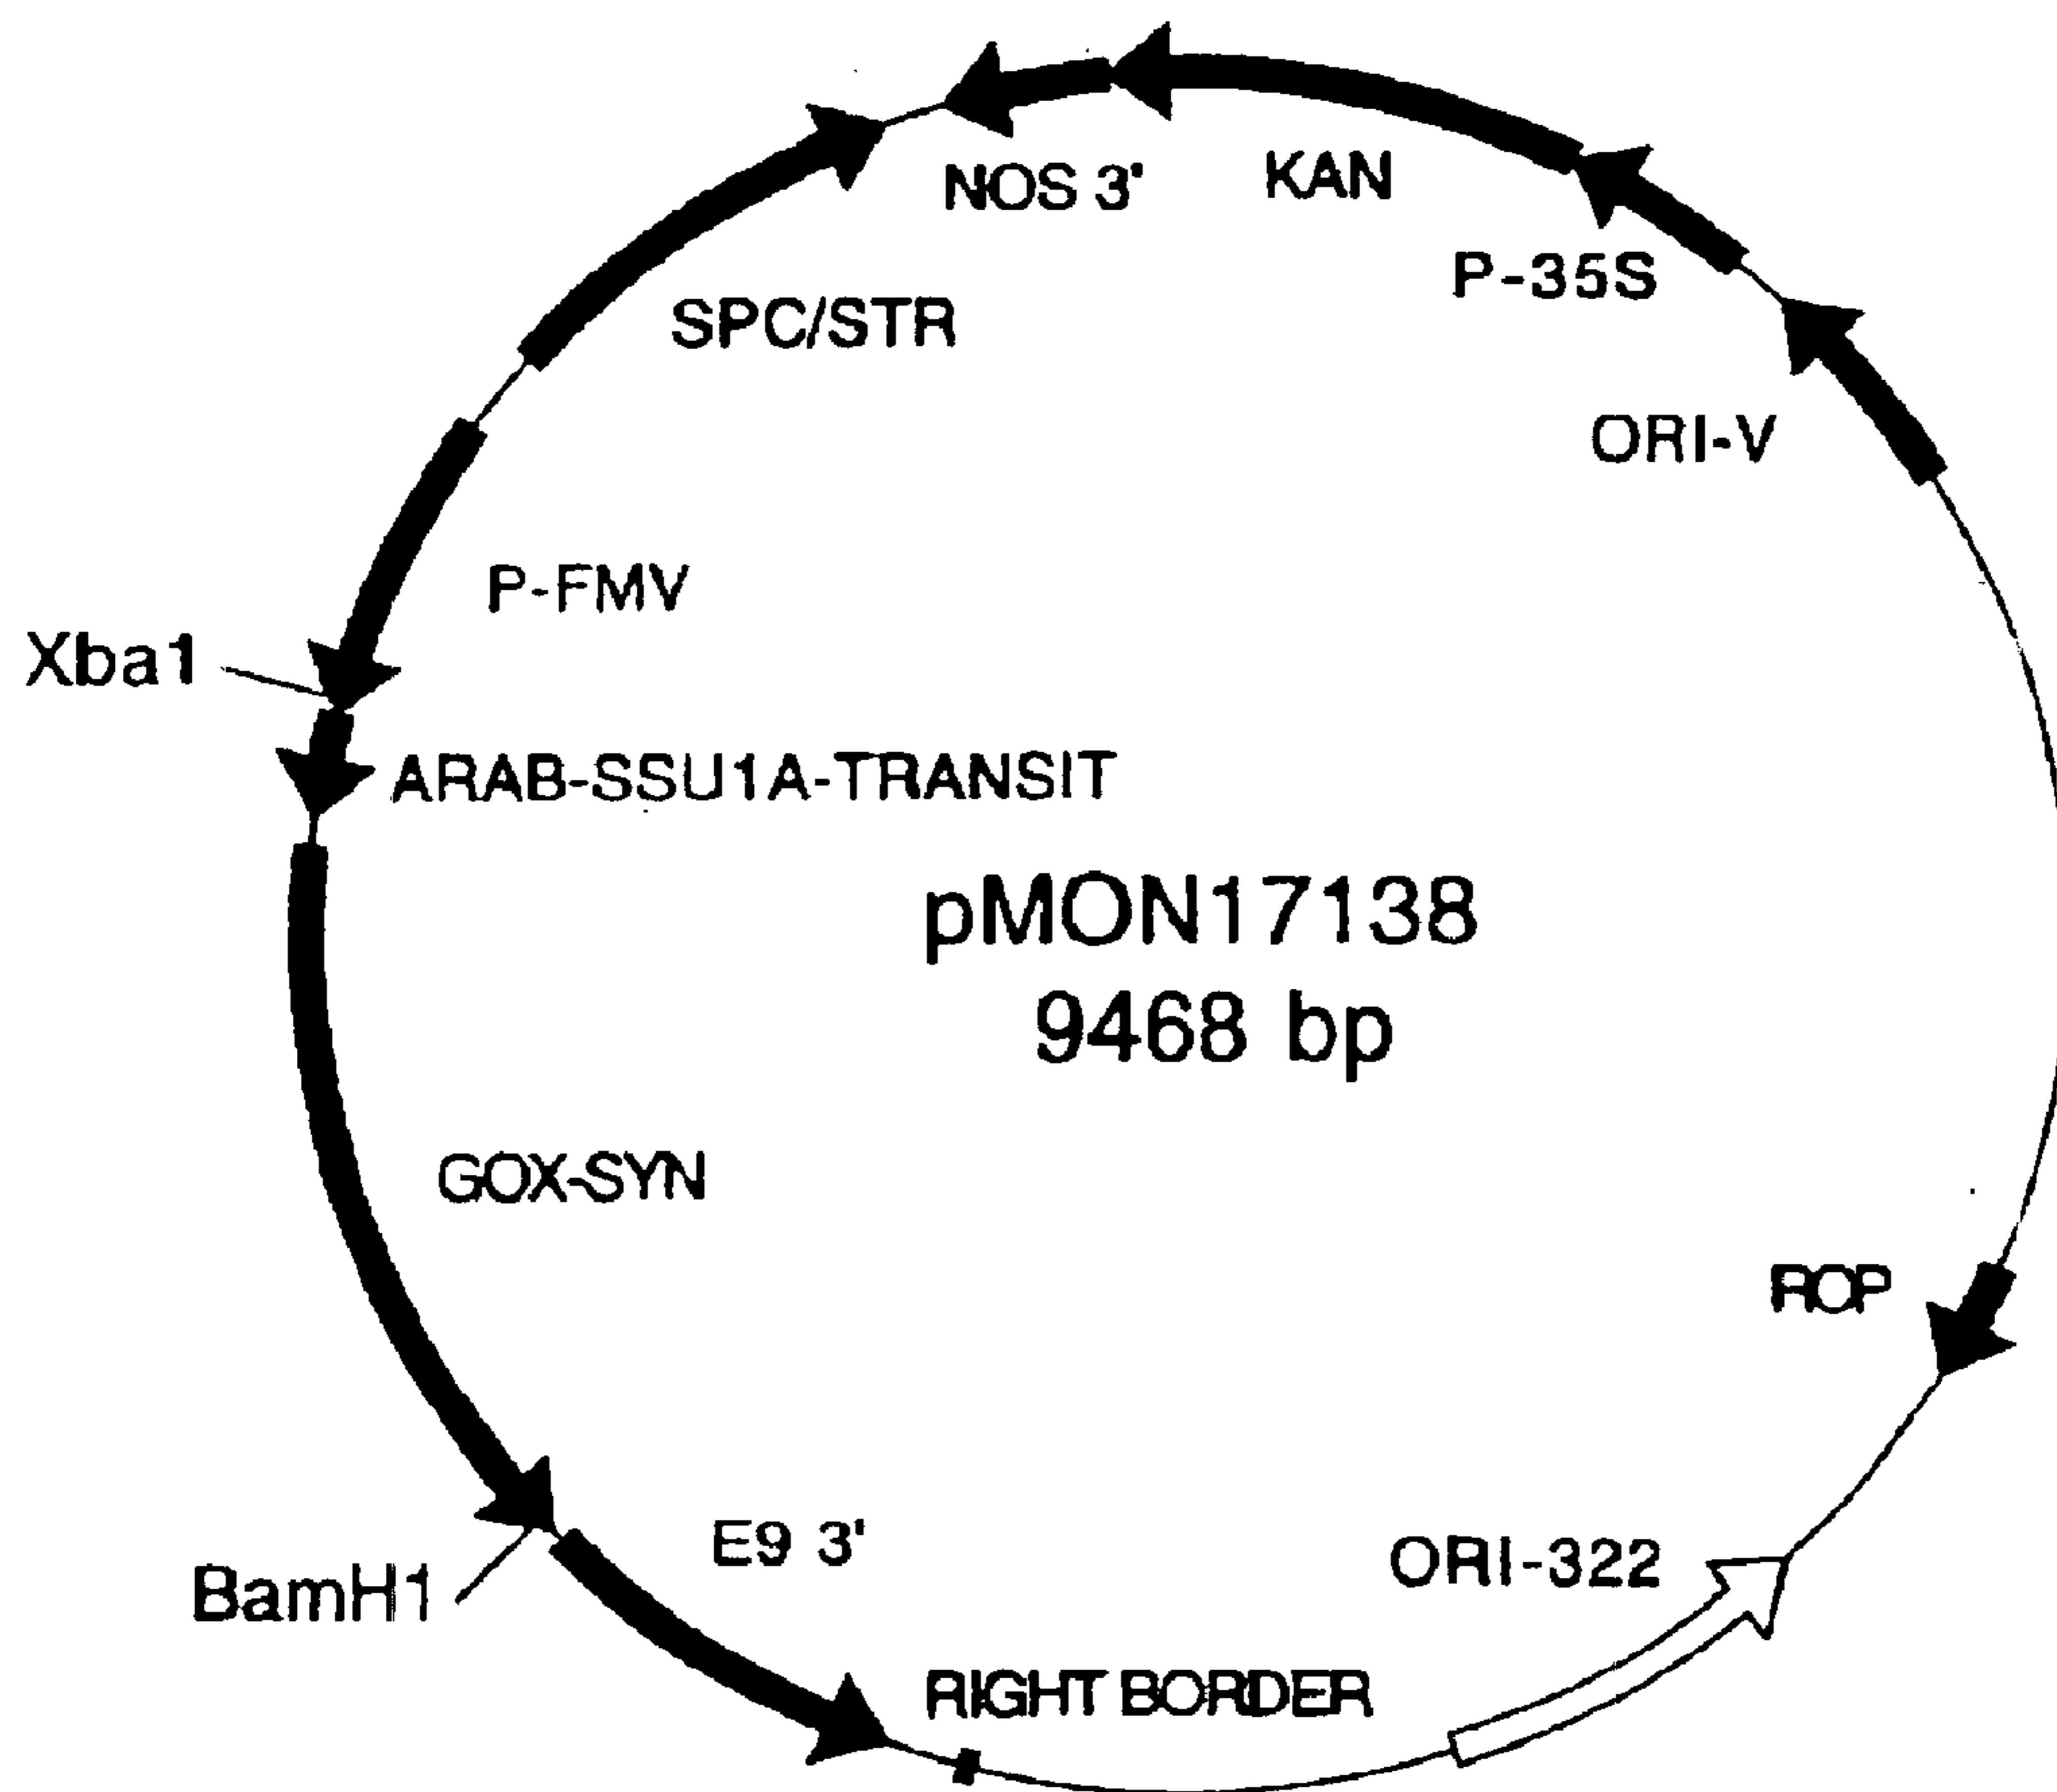 NOS 3'
KAN
P-35S
SPC/STR
ORI-V
P-FMV
Xba1
ARAB-SSU1A-TRANSIT
pMON17138
9468 bp
GOX-SYN
ROP
E9 3'
ORI-322
BamH1
RIGHT BORDER